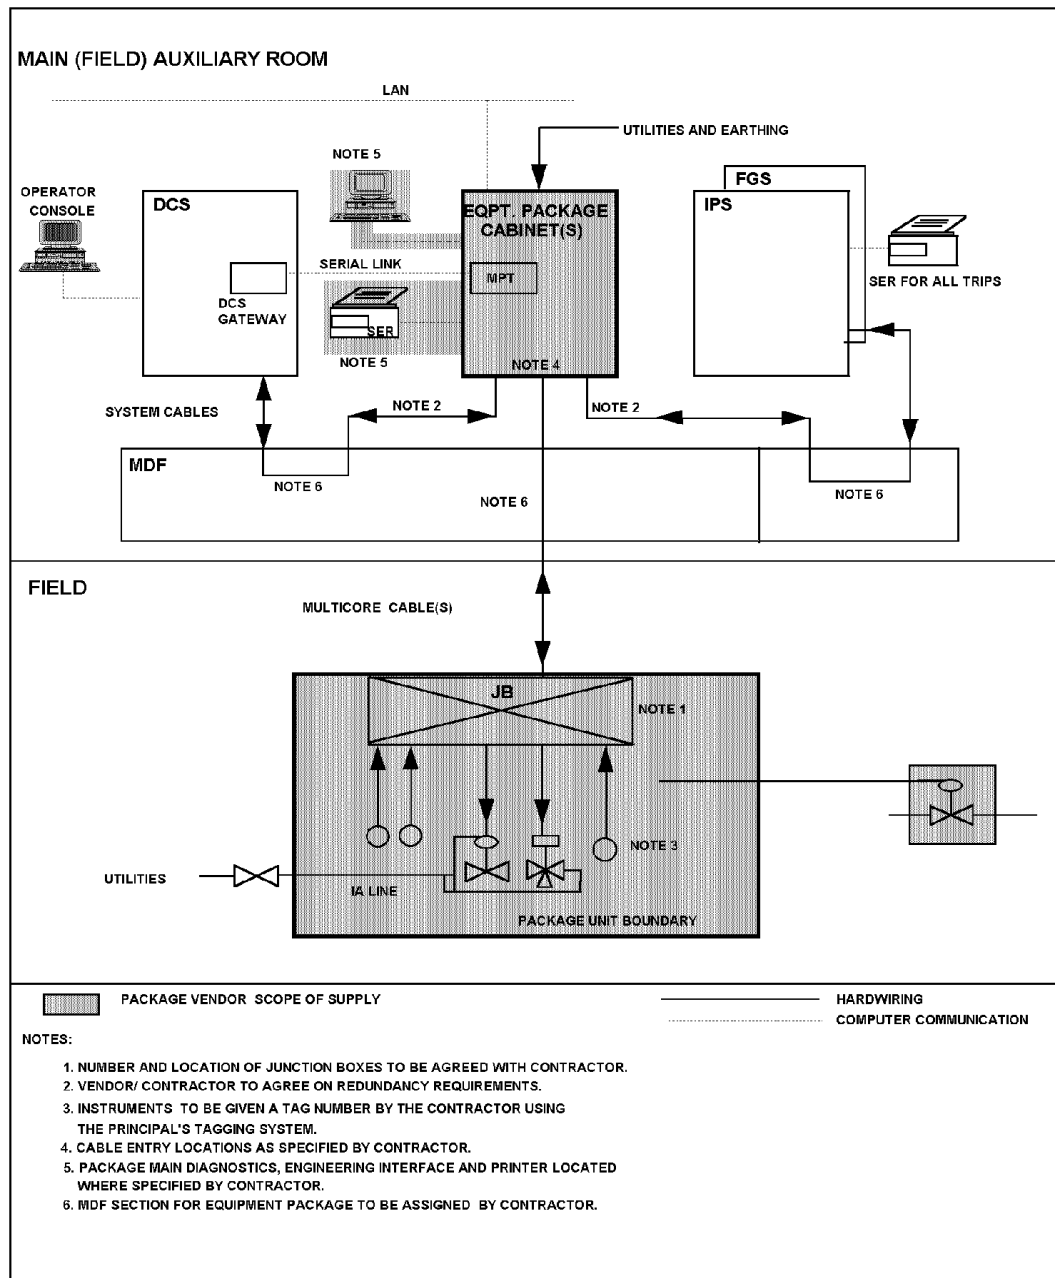 MAIN (FIELD) AUXILIARY ROOM
LAN
UTILITIES AND EARTHING
NOTE 5
FGS
OPERATOR
CONSOLE
DCS
EQPT. PACKAGE
CABINET(S)
IPS
SERIAL LINK
MPT
SER FOR ALL TRIPS
DCS
GATEWAY
SER
NOTE 5
NOTE 4
SYSTEM CABLES
NOTE 2
NOTE 2
MDF
NOTE 6
NOTE 6
NOTE 6
FIELD
MULTICORE CABLE(S)
JB
NOTE 1
NOTE 3
UTILITIES
IA LINE
PACKAGE UNIT BOUNDARY
PACKAGE VENDOR SCOPE OF SUPPLY
HARDWIRING
COMPUTER COMMUNICATION
NOTES:
1. NUMBER AND LOCATION OF JUNCTION BOXES TO BE AGREED WITH CONTRACTOR.
2. VENDOR/ CONTRACTOR TO AGREE ON REDUNDANCY REQUIREMENTS.
3. INSTRUMENTS TO BE GIVEN A TAG NUMBER BY THE CONTRACTOR USING
THE PRINCIPAL'S TAGGING SYSTEM.
4. CABLE ENTRY LOCATIONS AS SPECIFIED BY CONTRACTOR.
5. PACKAGE MAIN DIAGNOSTICS, ENGINEERING INTERFACE AND PRINTER LOCATED
WHERE SPECIFIED BY CONTRACTOR.
6. MDF SECTION FOR EQUIPMENT PACKAGE TO BE ASSIGNED BY CONTRACTOR.